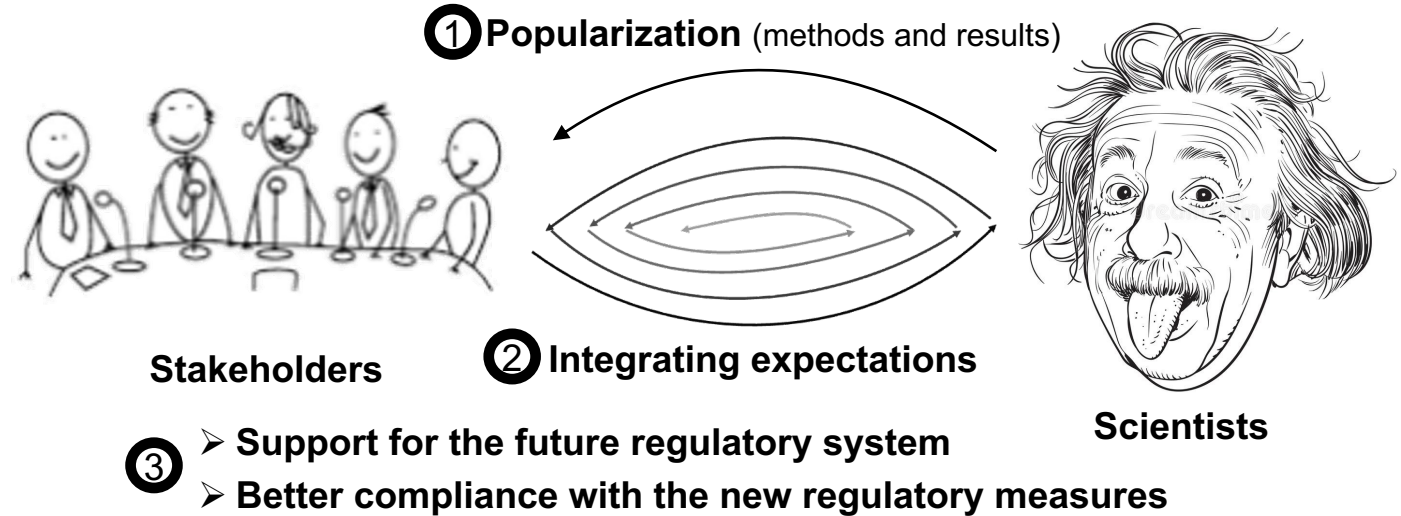 1 Popularization (methods and results)
Stakeholders
2 Integrating expectations
Scientists
3
➢ Support for the future regulatory system
➢ Better compliance with the new regulatory measures